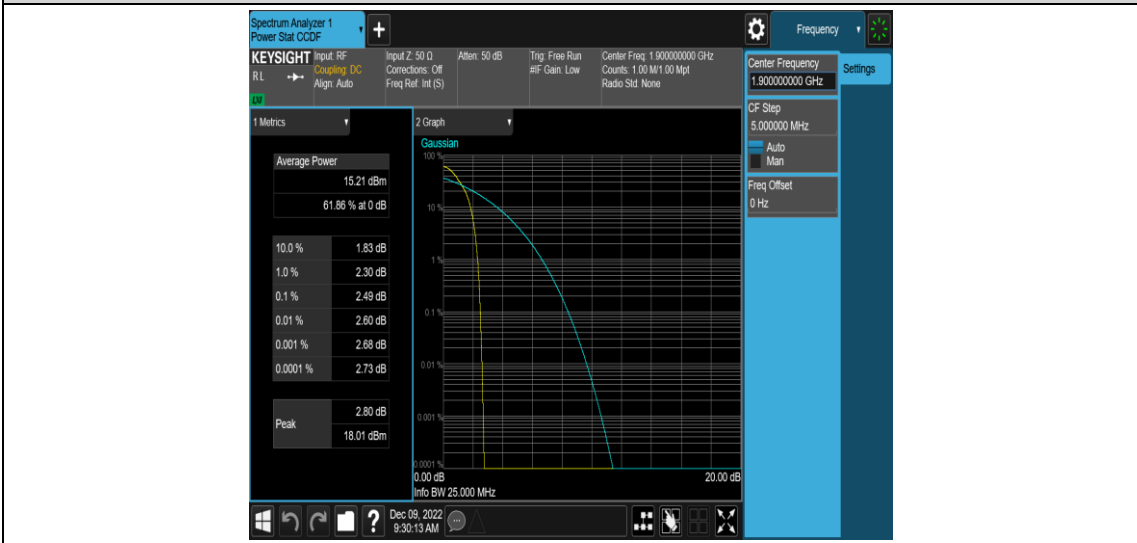 Spectrum Analyzer 1
Power Stat CCDF
+
Frequency
KEYSIGHT
RL
LNI
Input: RF
Coupling: DC
Align: Auto
Input Z: 50 Ω
Corrections: Off
Freq Ref: Int (S)
Atten: 50 dB
Trig: Free Run
#IF Gain: Low
Center Freq: 1.900000000 GHz
Counts: 1.00 M/1.00 Mpt
Radio Std: None
Center Frequency
1.900000000 GHz
Settings
CF Step
5.000000 MHz
Auto
Man
Freq Offset
0 Hz
1 Metrics
Average Power
15.21 dBm
61.86 % at 0 dB
10.0 % 1.83 dB
1.0 % 2.30 dB
0.1 % 2.49 dB
0.01 % 2.60 dB
0.001 % 2.68 dB
0.0001 % 2.73 dB
Peak
2.80 dB
18.01 dBm
2 Graph
Gaussian
100 %
10 %
1 %
0.1 %
0.01 %
0.001 %
0.0001 %
0.00 dB 20.00 dB
Info BW 25.000 MHz
?
Dec 09, 2022
9:30:13 AM